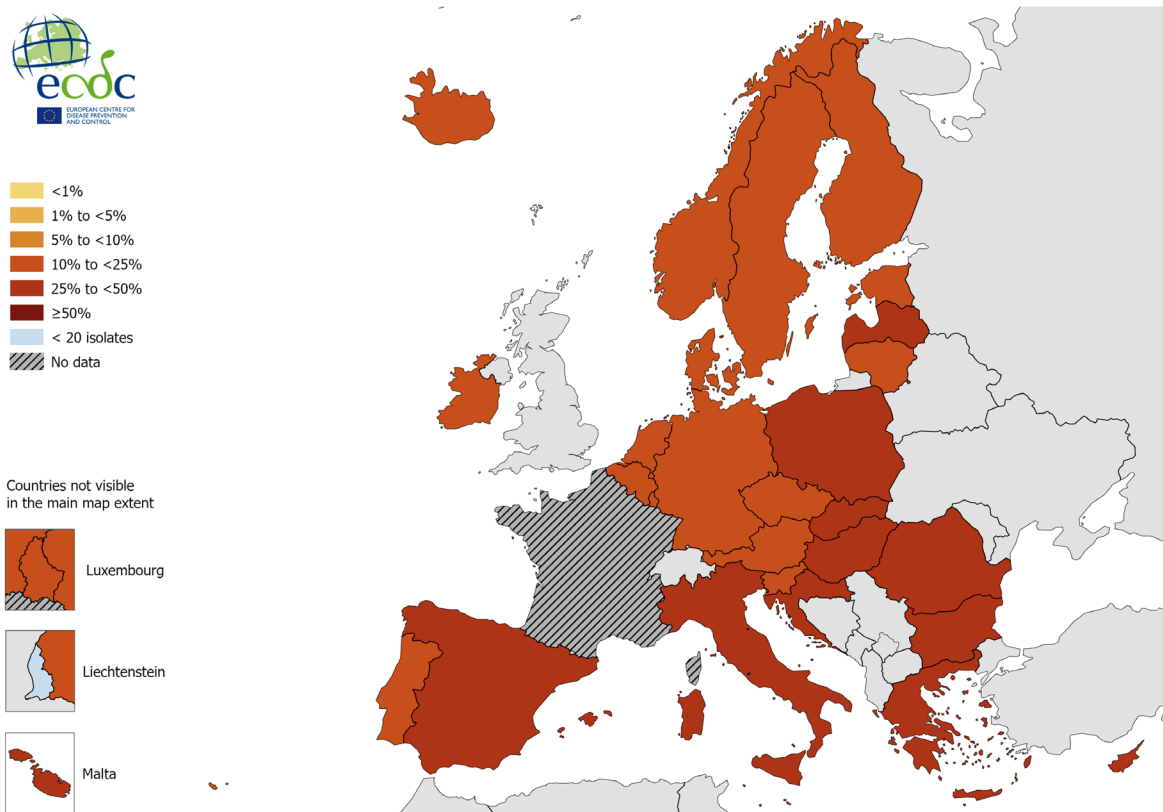 ecdc
EUROPEAN CENTRE FOR
DISEASE PREVENTION
AND CONTROL
<1%
1% to <5%
5% to <10%
10% to <25%
25% to <50%
≥50%
< 20 isolates
No data
Countries not visible
in the main map extent
Luxembourg
Liechtenstein
Malta